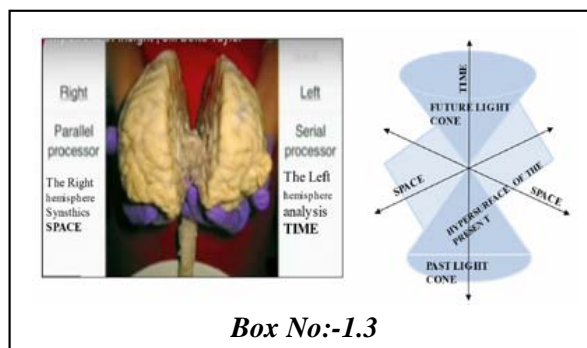 Right
Parallel
processor
The Right
hemisphere
Synsthics
SPACE
Left
Serial
processor
The Left
hemisphere
analysis
TIME
TIME
FUTURE LIGHT
CONE
SPACE
SPACE
HYPERSURFACE OF THE
PRESENT
PAST LIGHT
CONE
Box No:-1.3